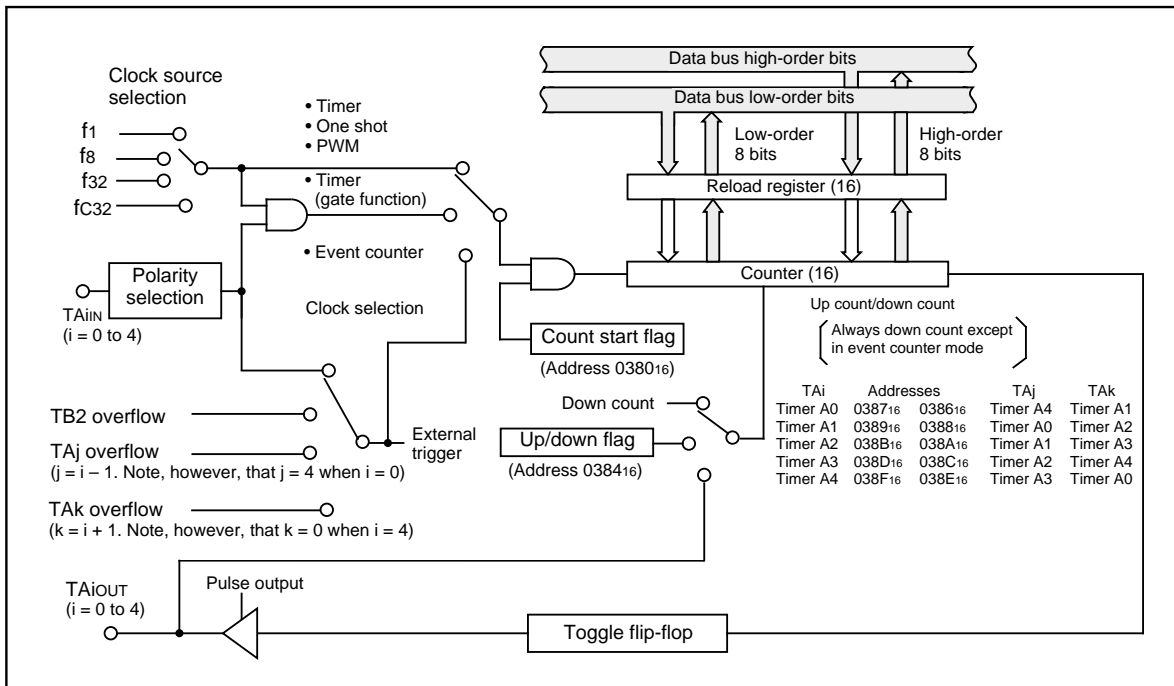 Clock source
selection
f1
f8
f32
fC32
• Timer
• One shot
• PWM
• Timer
(gate function)
• Event counter
Data bus high-order bits
Data bus low-order bits
Low-order
8 bits
High-order
8 bits
Reload register (16)
Counter (16)
Polarity
selection
TAiIN
(i = 0 to 4)
Clock selection
Count start flag
(Address 038016)
Up count/down count
(Always down count except
in event counter mode)
TB2 overflow
TAj overflow
(j = i – 1. Note, however, that j = 4 when i = 0)
TAk overflow
(k = i + 1. Note, however, that k = 0 when i = 4)
External
trigger
Down count
Up/down flag
(Address 038416)
TAi Addresses TAj TAk
Timer A0 038716 038616 Timer A4 Timer A1
Timer A1 038916 038816 Timer A0 Timer A2
Timer A2 038B16 038A16 Timer A1 Timer A3
Timer A3 038D16 038C16 Timer A2 Timer A4
Timer A4 038F16 038E16 Timer A3 Timer A0
TAiOUT
(i = 0 to 4)
Pulse output
Toggle flip-flop